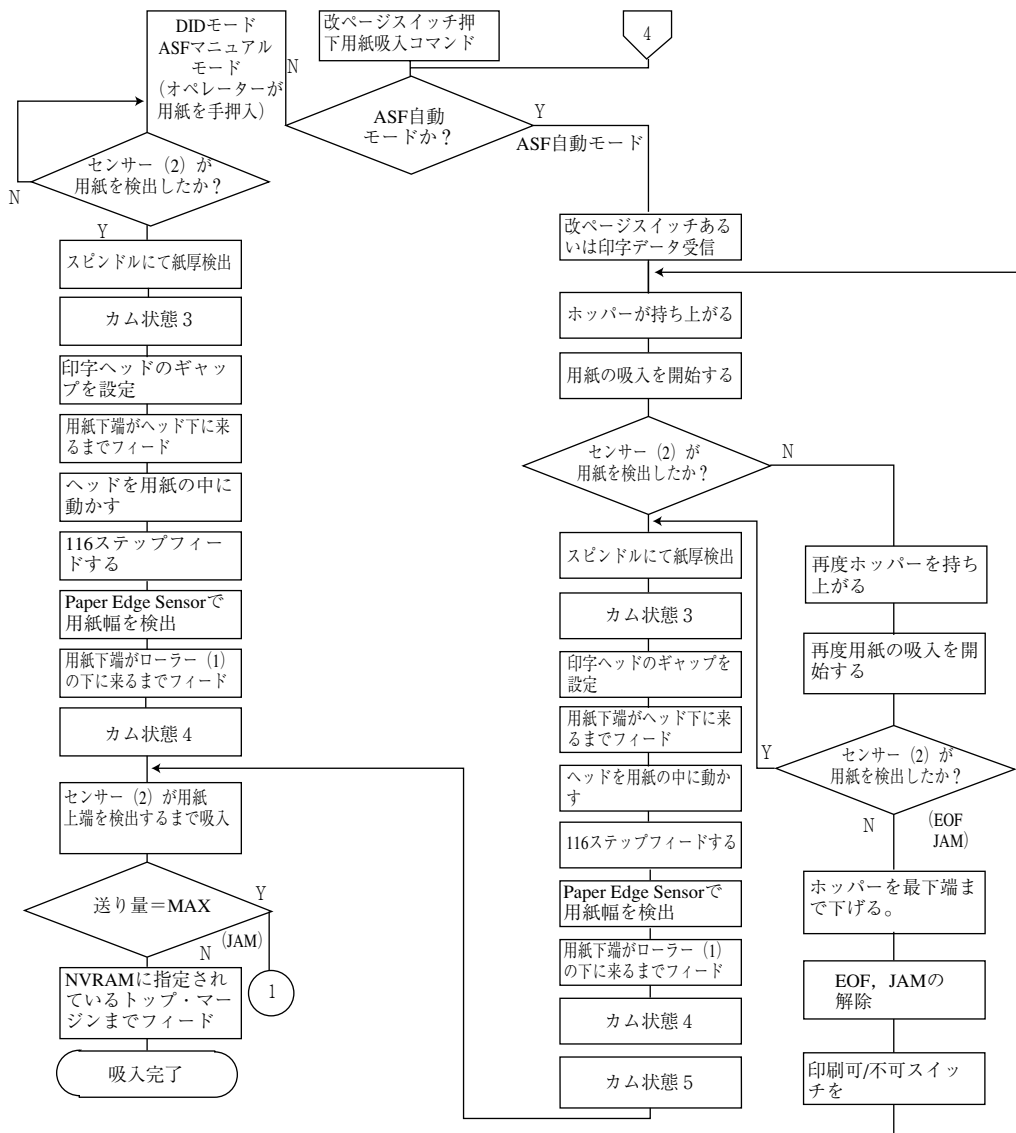 DIDモード
ASFマニュアル
モード
(オペレーターが
用紙を手押入)
N
改ページスイッチ押
下用紙吸入コマンド
4
ASF自動
モードか？
Y
ASF自動モード
センサー（2）が
用紙を検出したか？
N
Y
スピンドルにて紙厚検出
カム状態３
印字ヘッドのギャッ
プを設定
用紙下端がヘッド下に来
るまでフィード
ヘッドを用紙の中に
動かす
116ステップフィー
ドする
Paper Edge Sensorで
用紙幅を検出
用紙下端がローラー（1）
の下に来るまでフィード
カム状態４
センサー（2）が用紙
上端を検出するまで吸入
送り量＝MAX
Y
(JAM)
N
1
NVRAMに指定され
ているトップ・マー
ジンまでフィード
吸入完了
改ページスイッチある
いは印字データ受信
ホッパーが持ち上がる
用紙の吸入を開始する
センサー（2）が
用紙を検出したか？
N
スピンドルにて紙厚検出
カム状態３
印字ヘッドのギャップを
設定
用紙下端がヘッド下に来
るまでフィード
ヘッドを用紙の中に動か
す
116ステップフィードする
Paper Edge Sensorで
用紙幅を検出
用紙下端がローラー（1）
の下に来るまでフィード
カム状態４
カム状態５
再度ホッパーを持ち
上がる
再度用紙の吸入を開
始する
センサー（2）が
用紙を検出したか？
Y
N
(EOF
JAM)
ホッパーを最下端ま
で下げる。
EOF，JAMの
解除
印刷可/不可スイッ
チを